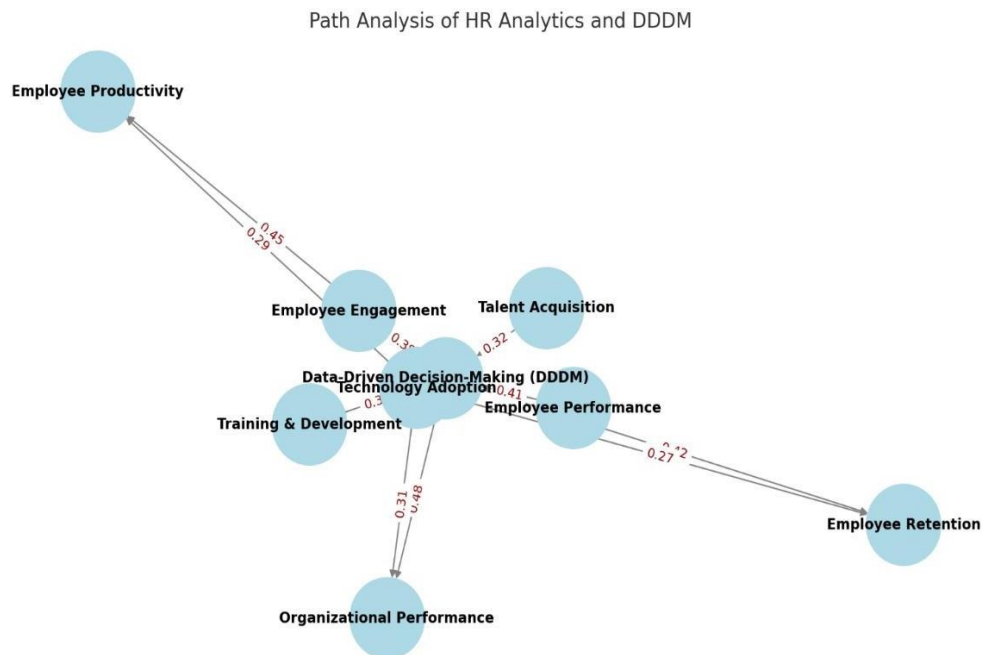 Path Analysis of HR Analytics and DDDM
Employee Productivity
0.45
0.29
Employee Engagement
Talent Acquisition
0.32
Data-Driven Decision-Making (DDDM)
Technology Adoption
0.41
Employee Performance
Training & Development
0.27
Employee Retention
0.31
0.48
Organizational Performance